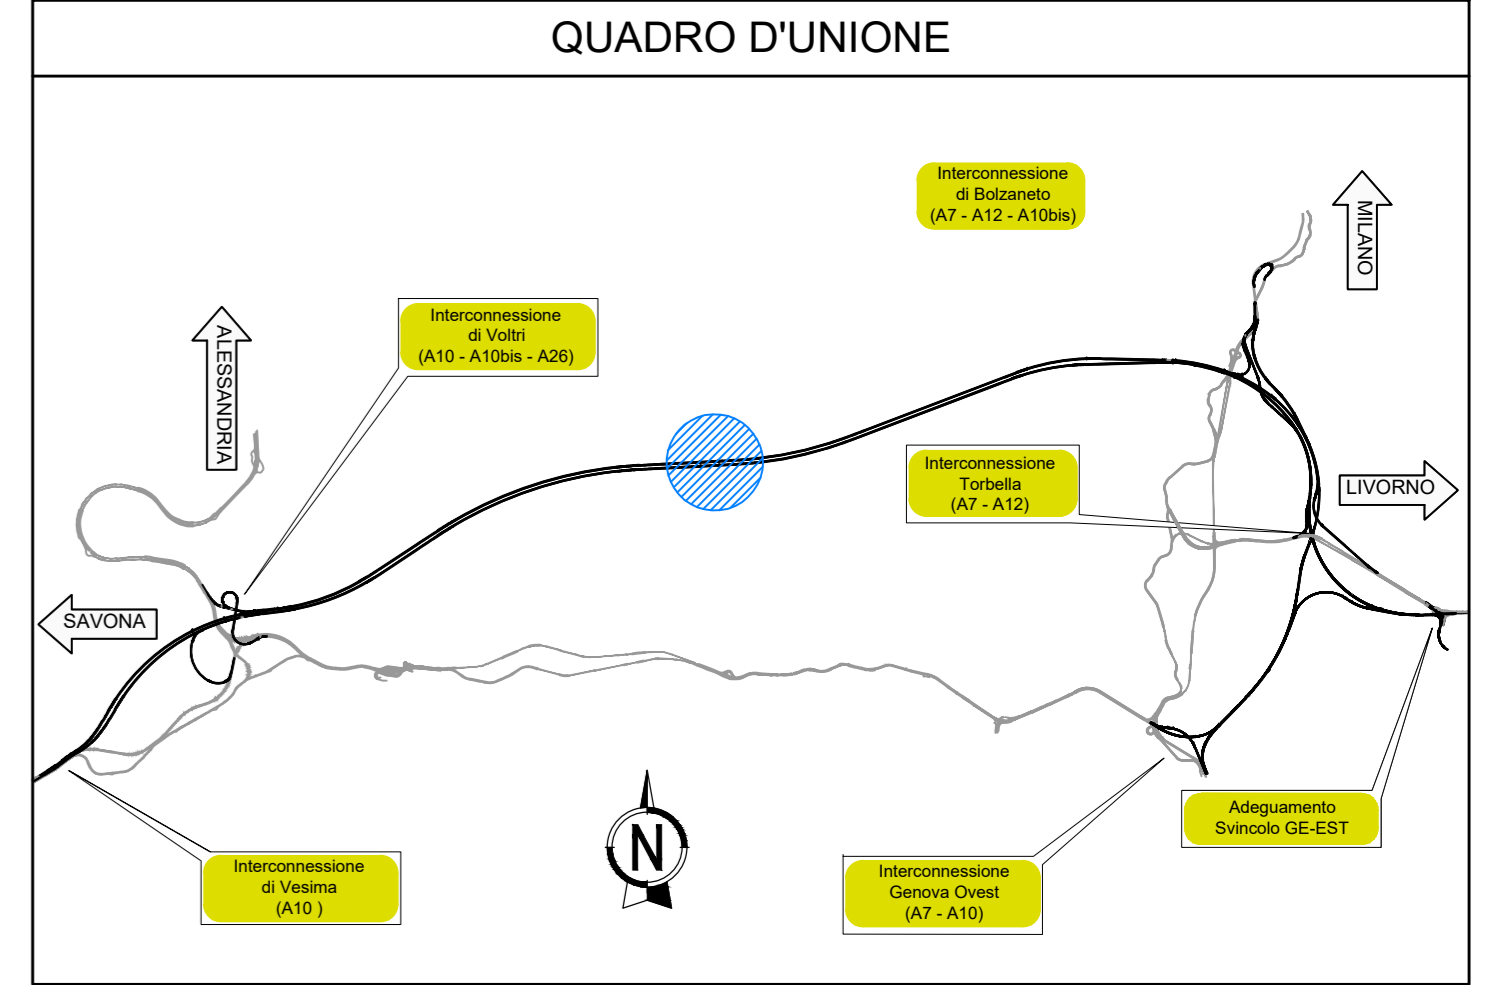 QUADRO D'UNIONE
Interconnessione
di Bolzaneto
(A7 - A12 - A10bis)
MILANO
Interconnessione
di Voltri
(A10 - A10bis - A26)
ALESSANDRIA
Interconnessione
Torbella
(A7 - A12)
LIVORNO
SAVONA
Adeguamento
Svincolo GE-EST
N
Interconnessione
di Vesima
(A10 )
Interconnessione
Genova Ovest
(A7 - A10)